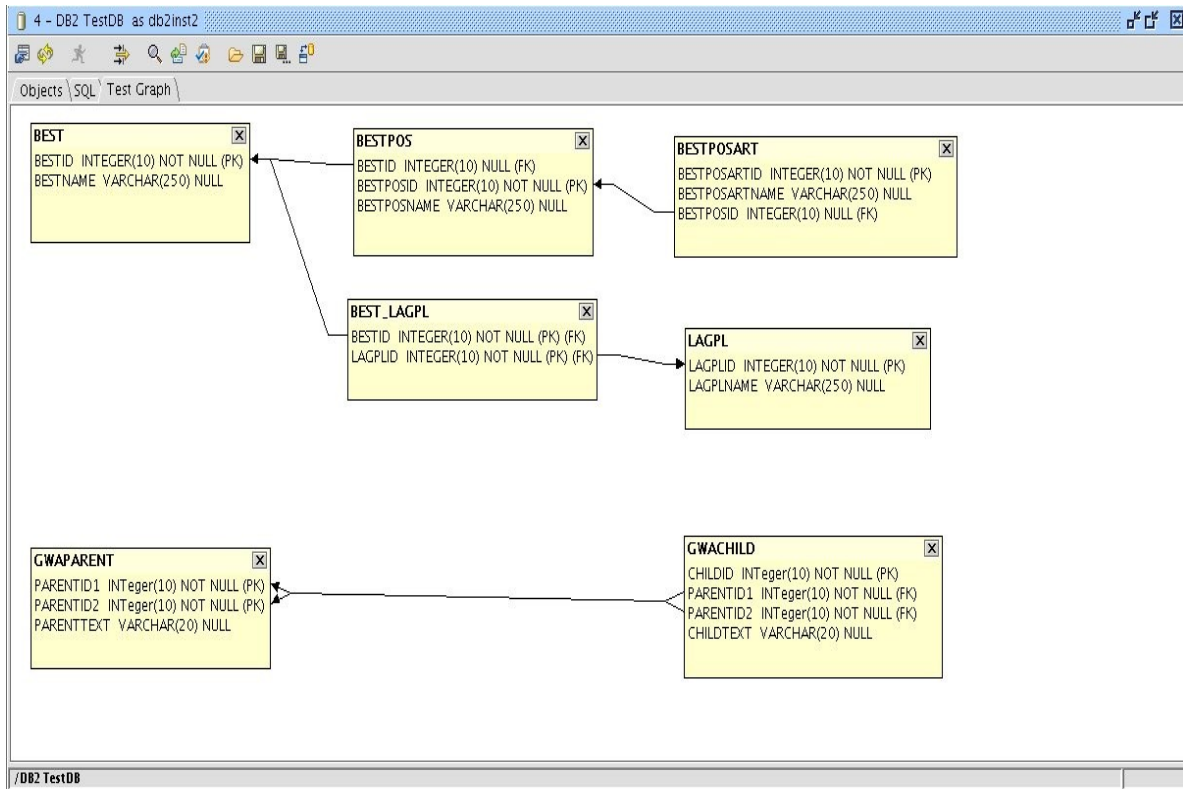 4 - DB2 TestDB as db2inst2
Objects SQL Test Graph
BEST
BESTID INTEGER(10) NOT NULL (PK)
BESTNAME VARCHAR(250) NULL
BESTPOS
BESTID INTEGER(10) NULL (FK)
BESTPOSID INTEGER(10) NOT NULL (PK)
BESTPOSNAME VARCHAR(250) NULL
BESTPOSART
BESTPOSARTID INTEGER(10) NOT NULL (PK)
BESTPOSARTNAME VARCHAR(250) NULL
BESTPOSID INTEGER(10) NULL (FK)
BEST_LAGPL
BESTID INTEGER(10) NOT NULL (PK) (FK)
LAGPLID INTEGER(10) NOT NULL (PK) (FK)
LAGPL
LAGPLID INTEGER(10) NOT NULL (PK)
LAGPLNAME VARCHAR(250) NULL
GWAPARENT
PARENTID1 INTeger(10) NOT NULL (PK)
PARENTID2 INTeger(10) NOT NULL (PK)
PARENTTEXT VARCHAR(20) NULL
GWACHILD
CHILDID INTeger(10) NOT NULL (PK)
PARENTID1 INTeger(10) NOT NULL (FK)
PARENTID2 INTeger(10) NOT NULL (FK)
CHILDTEXT VARCHAR(20) NULL
/DB2 TestDB